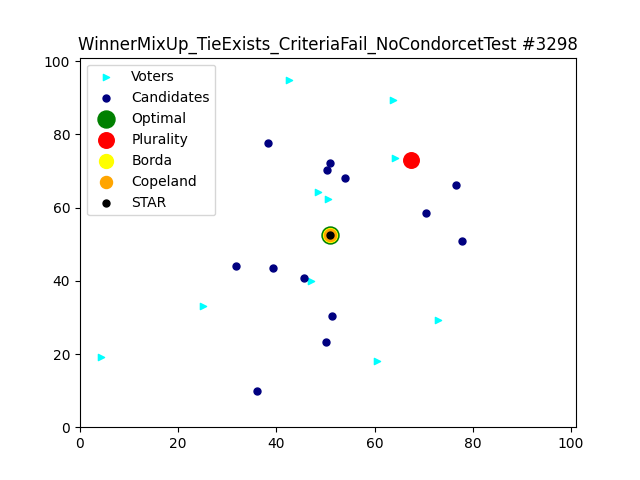 WinnerMixUp_TieExists_CriteriaFail_NoCondorcetTest #3298
100
80
60
40
20
0
Voters
Candidates
Optimal
Plurality
Borda
Copeland
STAR
0 20 40 60 80 100